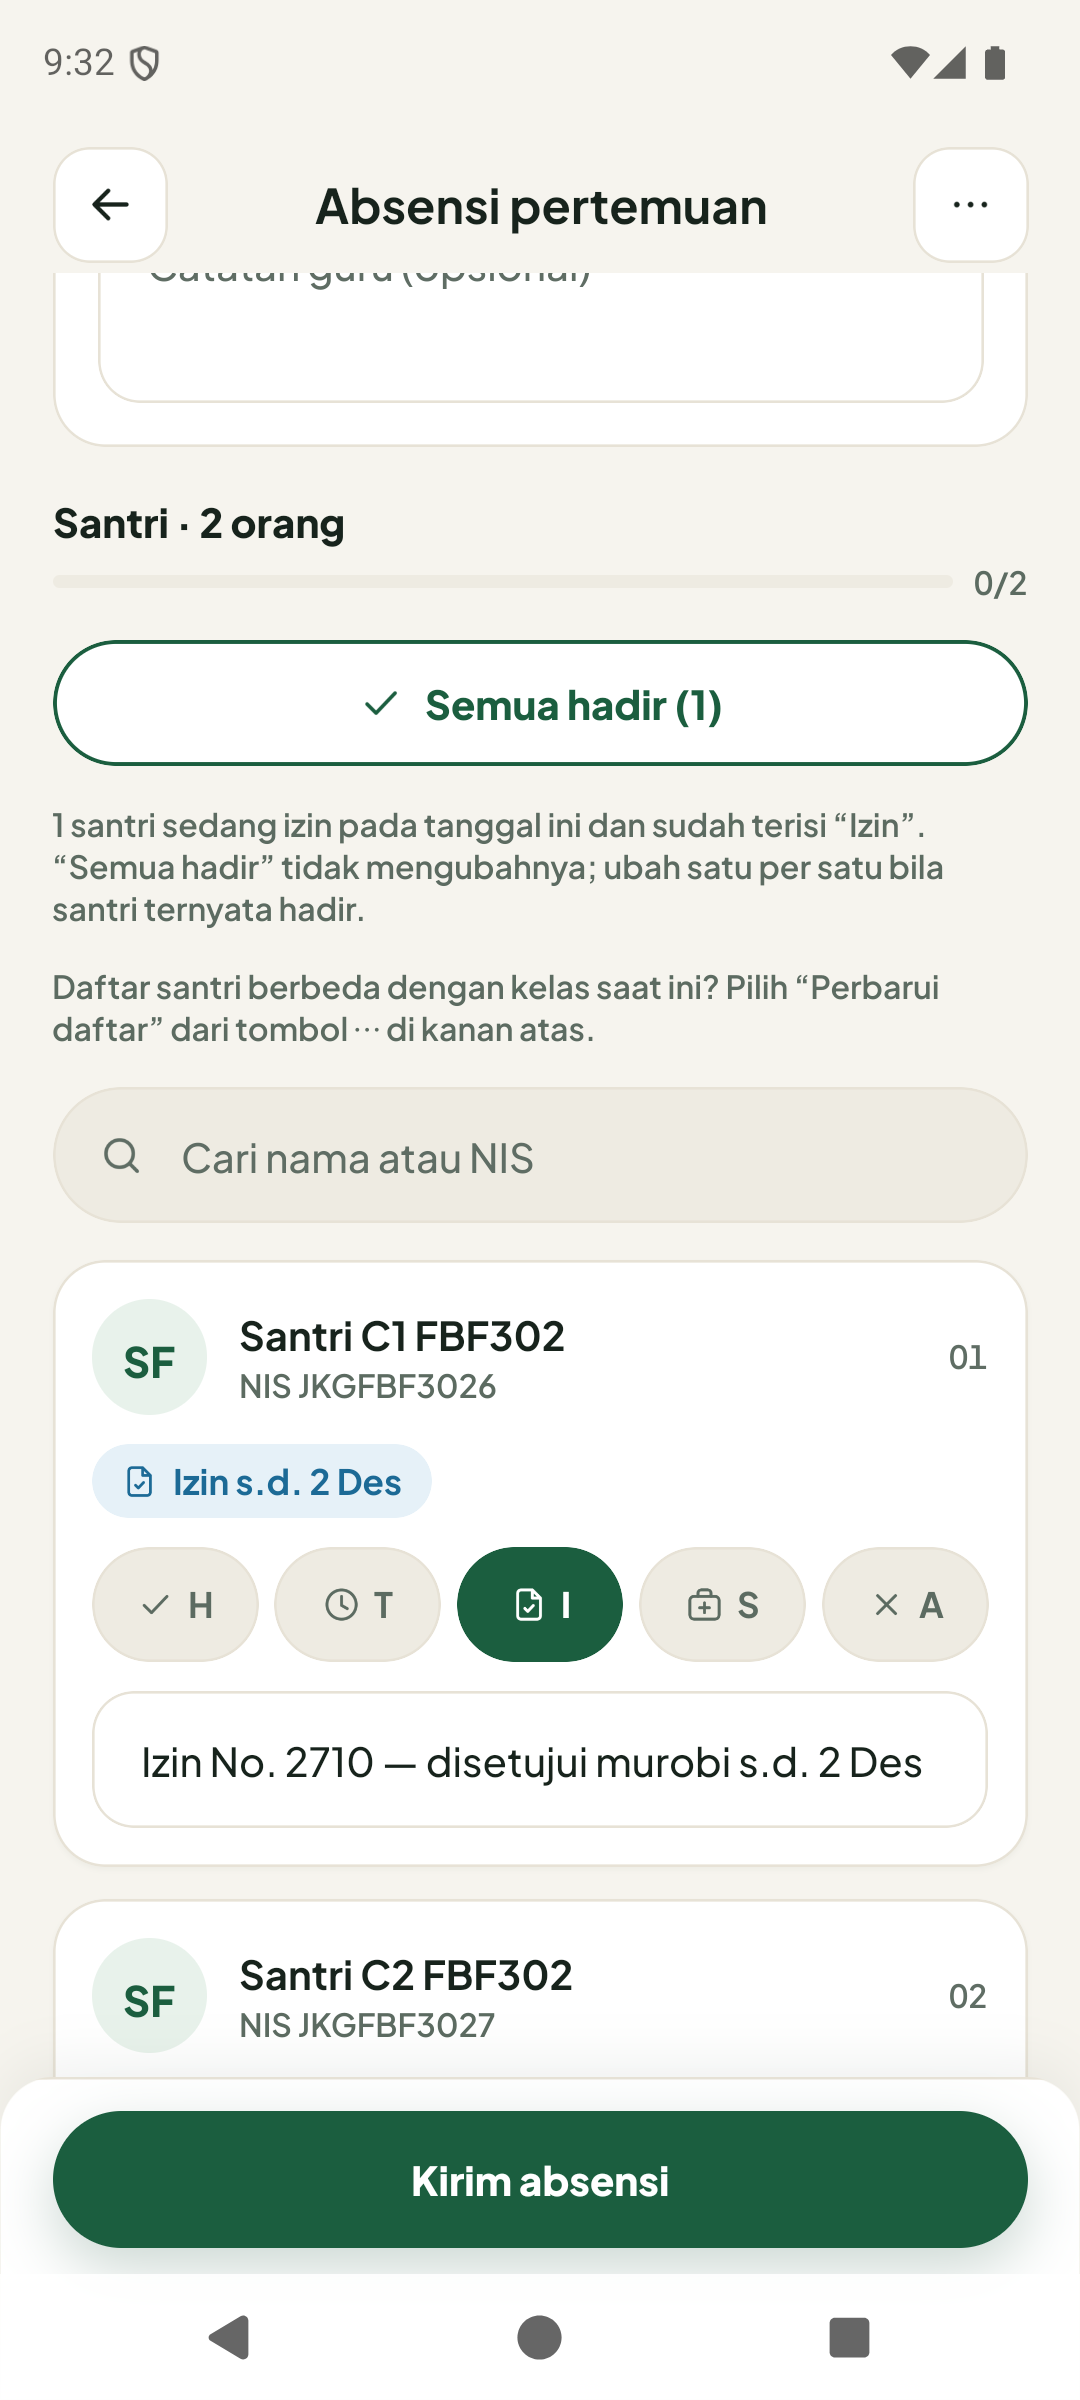 9:32
Absensi pertemuan
Catatan guru (opsional)
Santri · 2 orang
0/2
Semua hadir (1)
1 santri sedang izin pada tanggal ini dan sudah terisi “Izin”.
“Semua hadir” tidak mengubahnya; ubah satu per satu bila
santri ternyata hadir.
Daftar santri berbeda dengan kelas saat ini? Pilih “Perbarui
daftar” dari tombol ··· di kanan atas.
Cari nama atau NIS
SF
Santri C1 FBF302
NIS JKGFBF3026
01
Izin s.d. 2 Des
H
T
I
S
A
Izin No. 2710 — disetujui murobi s.d. 2 Des
SF
Santri C2 FBF302
NIS JKGFBF3027
02
Kirim absensi